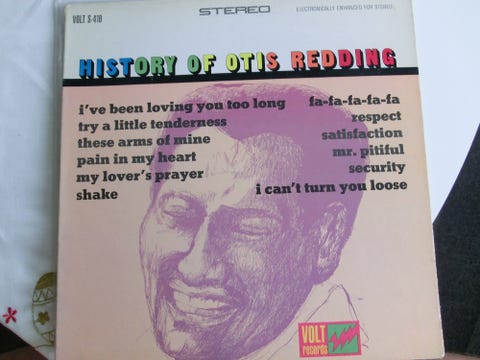 VOLT S-418
STEREO
ELECTRONICALLY ENHANCED FOR STEREO
HISTORY OF OTIS REDDING
i've been loving you too long
try a little tenderness
these arms of mine
pain in my heart
my lover's prayer
shake
fa-fa-fa-fa-fa
respect
satisfaction
mr. pitiful
security
i can't turn you loose
VOLT
records